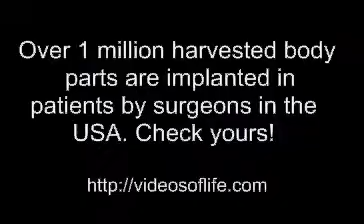 Over 1 million harvested body
parts are implanted in
patients by surgeons in the
USA. Check yours!
http://videosoflife.com